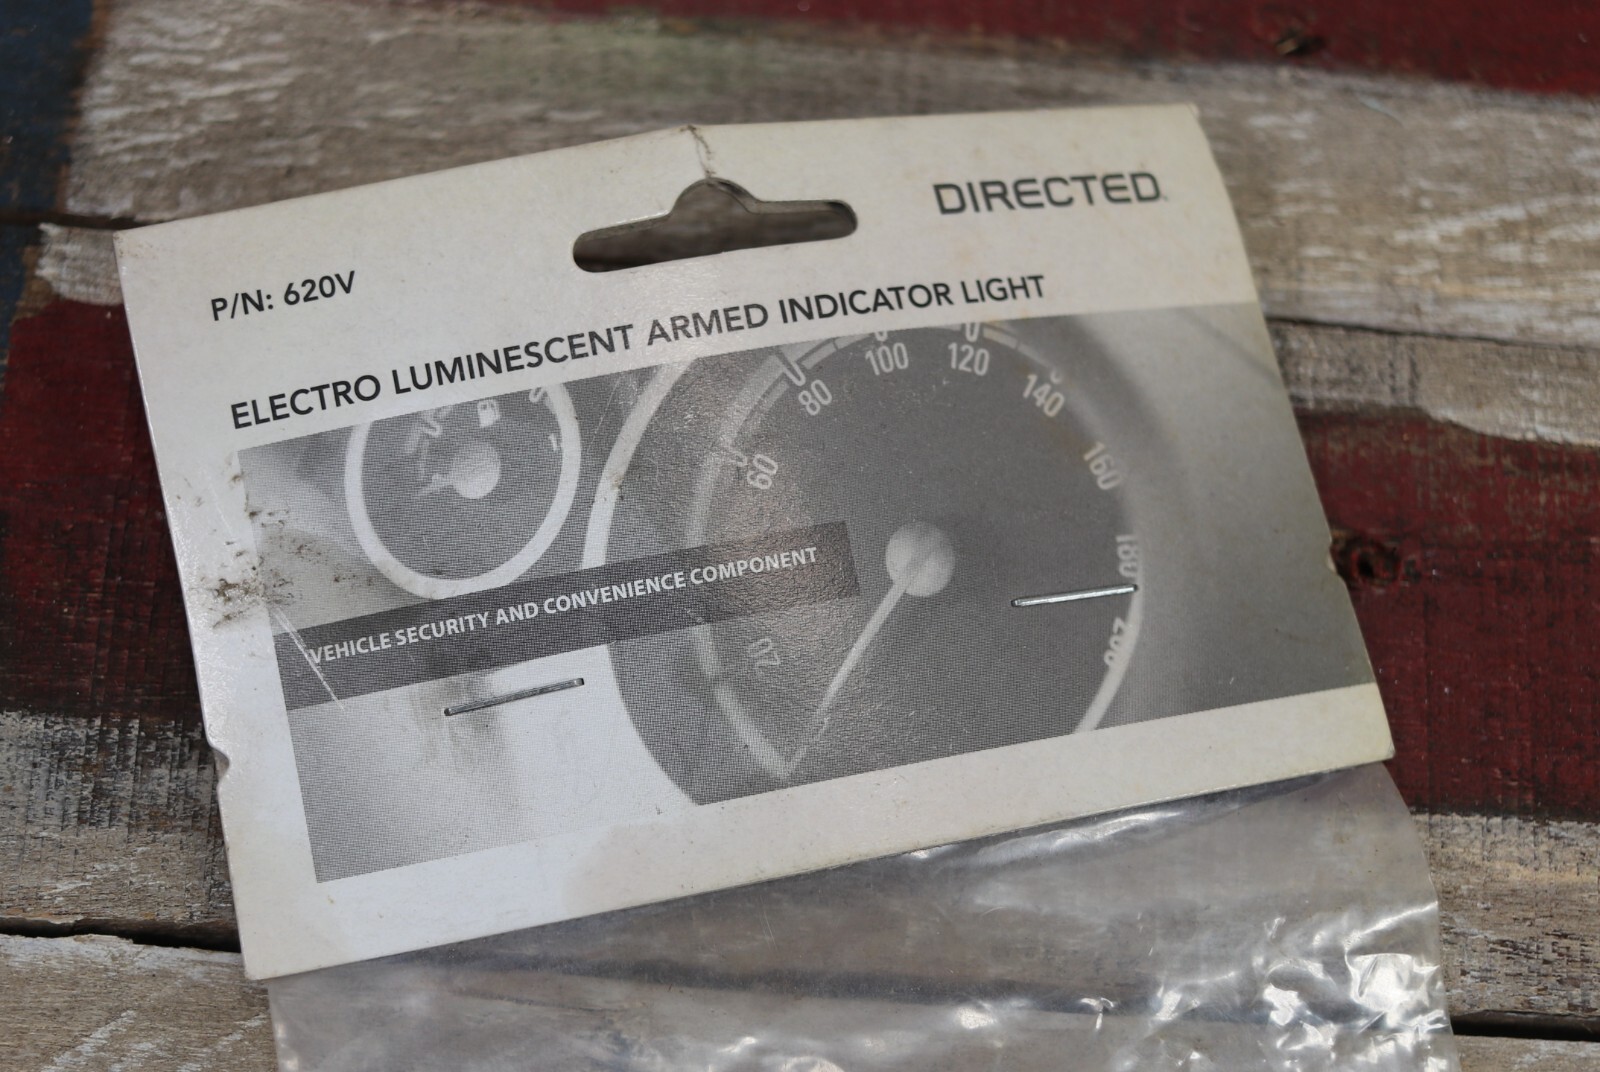 DIRECTED
P/N: 620V
ELECTRO LUMINESCENT ARMED INDICATOR LIGHT
100
120
80
140
60
160
180
VEHICLE SECURITY AND CONVENIENCE COMPONENT
20
200